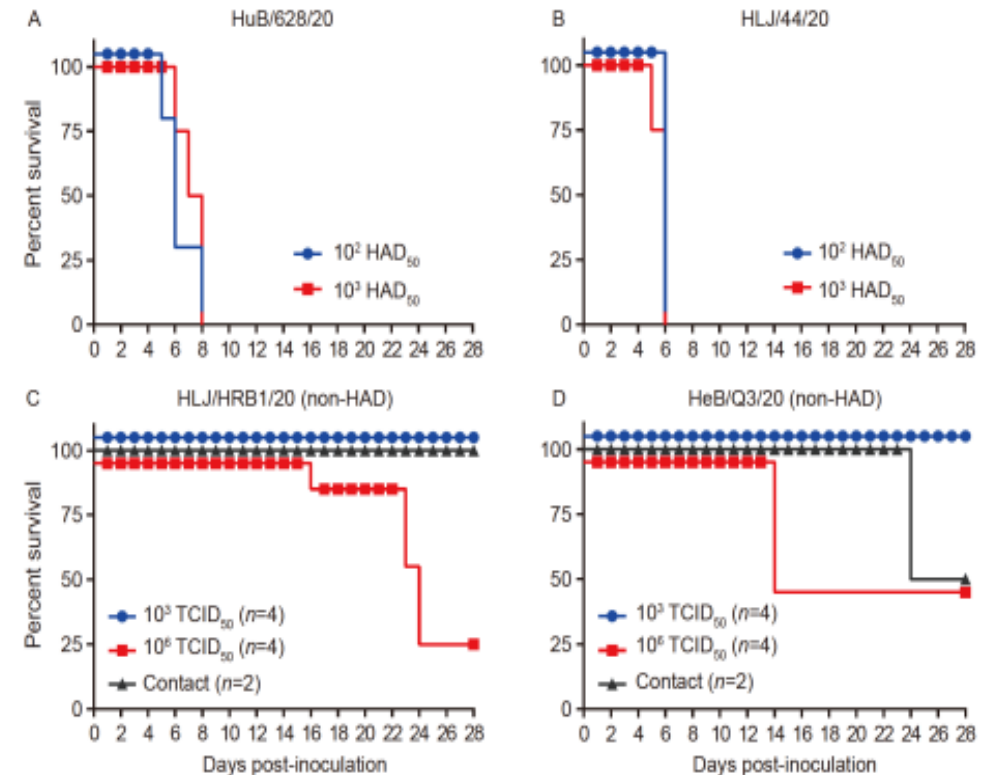 A HuB/628/20
Percent survival
100
75
50
25
0
10² HAD₅₀
10³ HAD₅₀
0 2 4 6 8 10 12 14 16 18 20 22 24 26 28
B HLJ/44/20
100
75
50
25
0
10² HAD₅₀
10³ HAD₅₀
0 2 4 6 8 10 12 14 16 18 20 22 24 26 28
C HLJ/HRB1/20 (non-HAD)
Percent survival
100
75
50
25
0
10³ TCID₅₀ (n=4)
10⁶ TCID₅₀ (n=4)
Contact (n=2)
0 2 4 6 8 10 12 14 16 18 20 22 24 26 28
Days post-inoculation
D HeB/Q3/20 (non-HAD)
100
75
50
25
0
10³ TCID₅₀ (n=4)
10⁶ TCID₅₀ (n=4)
Contact (n=2)
0 2 4 6 8 10 12 14 16 18 20 22 24 26 28
Days post-inoculation